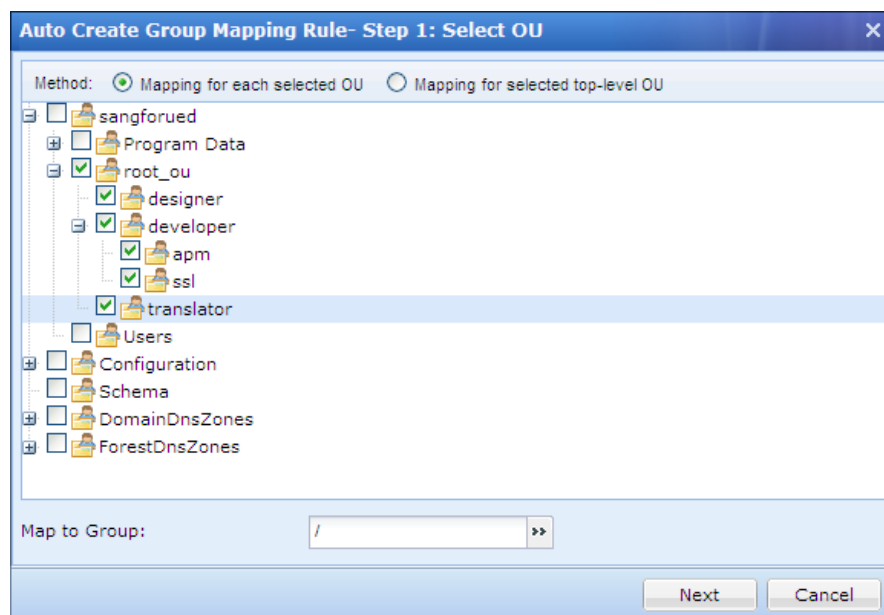 Auto Create Group Mapping Rule- Step 1: Select OU
Method: Mapping for each selected OU Mapping for selected top-level OU
sangforued
Program Data
root_ou
designer
developer
apm
ssl
translator
Users
Configuration
Schema
DomainDnsZones
ForestDnsZones
Map to Group: /
Next Cancel